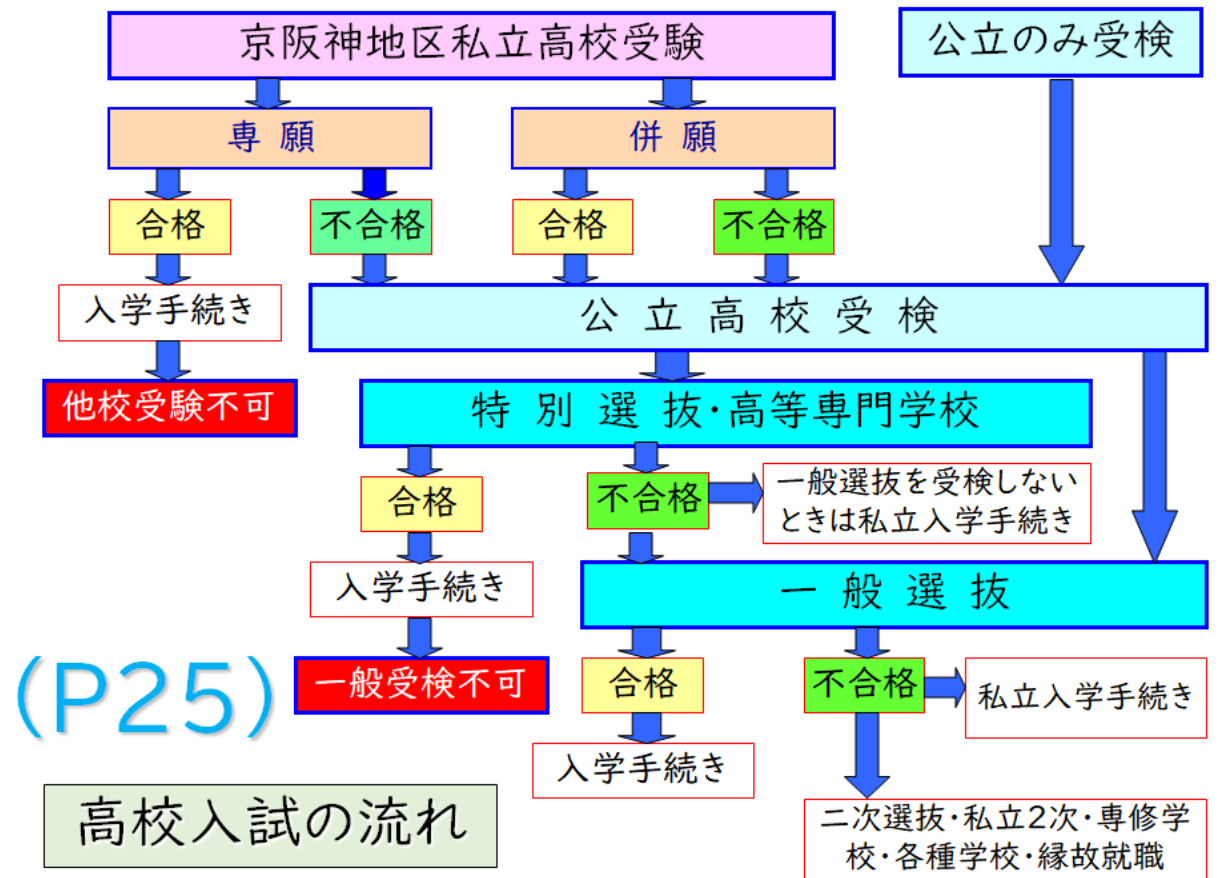 京阪神地区私立高校受験
公立のみ受検
専願
併願
合格
不合格
合格
不合格
入学手続き
公立高校受検
他校受験不可
特別選抜・高等専門学校
合格
不合格
一般選抜を受検しない
ときは私立入学手続き
入学手続き
一般選抜
一般受検不可
合格
不合格
私立入学手続き
入学手続き
(P25)
高校入試の流れ
二次選抜・私立2次・専修学
校・各種学校・縁故就職